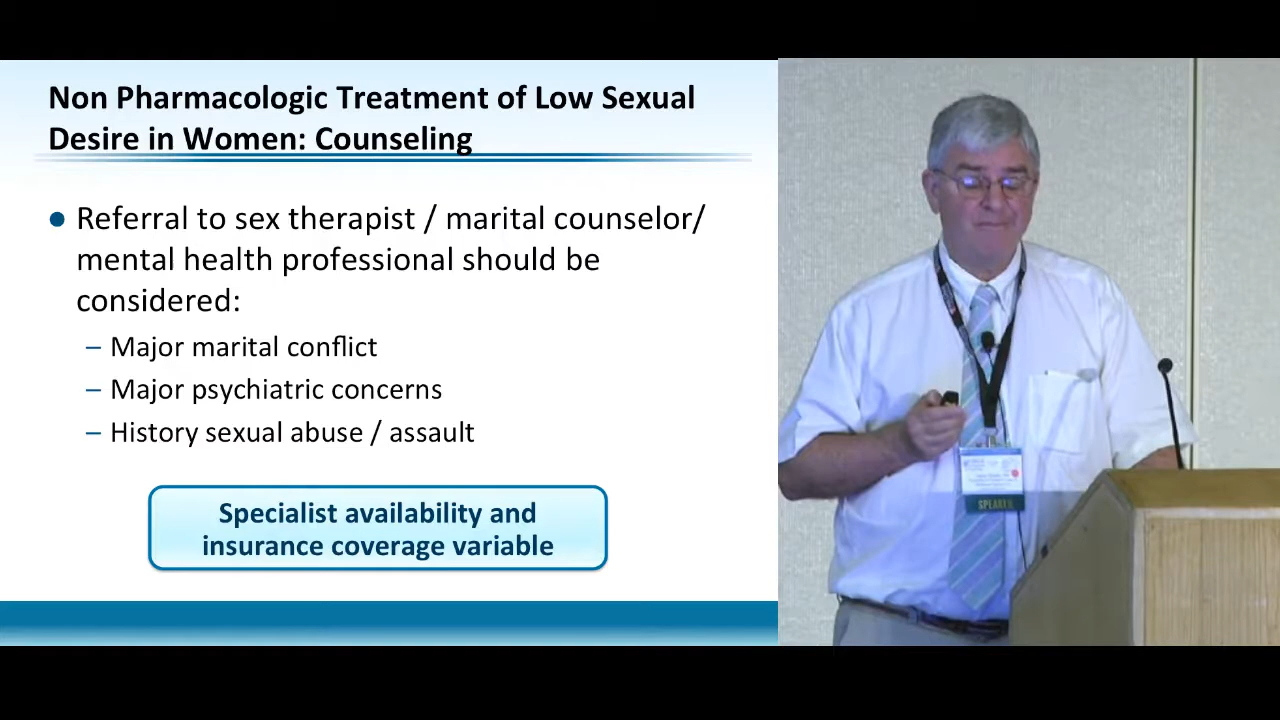 Non Pharmacologic Treatment of Low Sexual
Desire in Women: Counseling
Referral to sex therapist / marital counselor/
mental health professional should be
considered:
– Major marital conflict
– Major psychiatric concerns
– History sexual abuse / assault
Specialist availability and
insurance coverage variable
SPEAKER